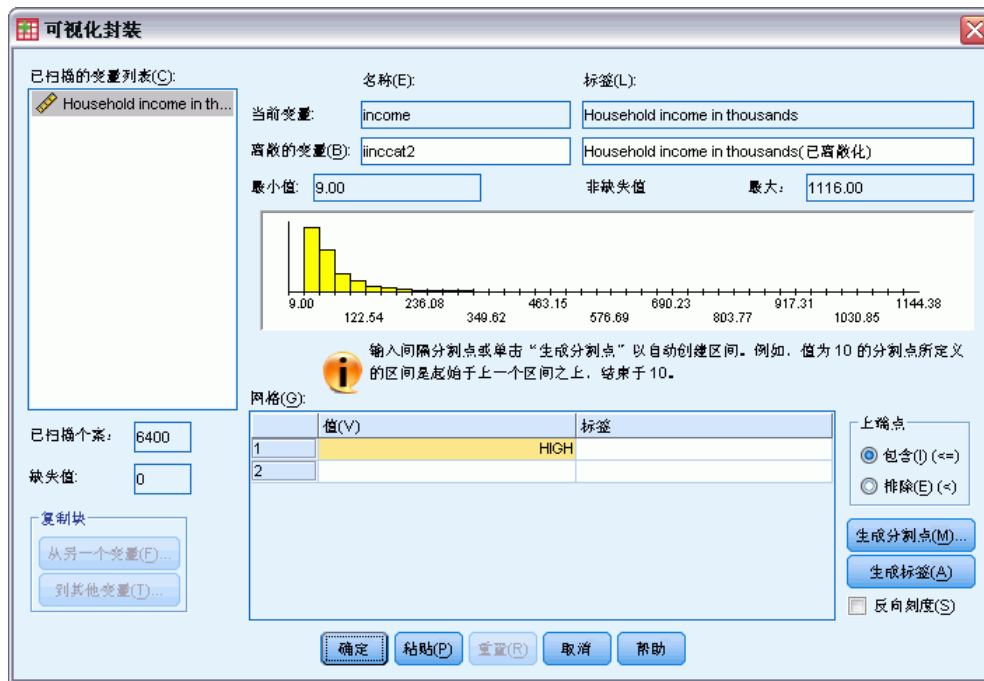 可视化封装
已扫描的变量列表(C):
Household income in th...
名称(E):
标签(L):
当前变量:
income
Household income in thousands
离散的变量(B):
iinccat2
Household income in thousands(已离散化)
最小值:
9.00
非缺失值
最大:
1116.00
9.00 236.08 463.15 690.23 917.31 1144.38
122.54 349.62 576.69 803.77 1030.85
输入间隔分割点或单击“生成分割点”以自动创建区间。例如，值为 10 的分割点所定义
的区间是起始于上一个区间之上，结束于 10。
网格(G):
值(V) 标签
1 HIGH
2
已扫描个案:
6400
缺失值:
0
复制块
从另一个变量(F)...
到其他变量(T)...
上端点
包含(I) (<=)
排除(E) (<)
生成分割点(M)...
生成标签(A)
反向刻度(S)
确定 粘贴(P) 重置(R) 取消 帮助